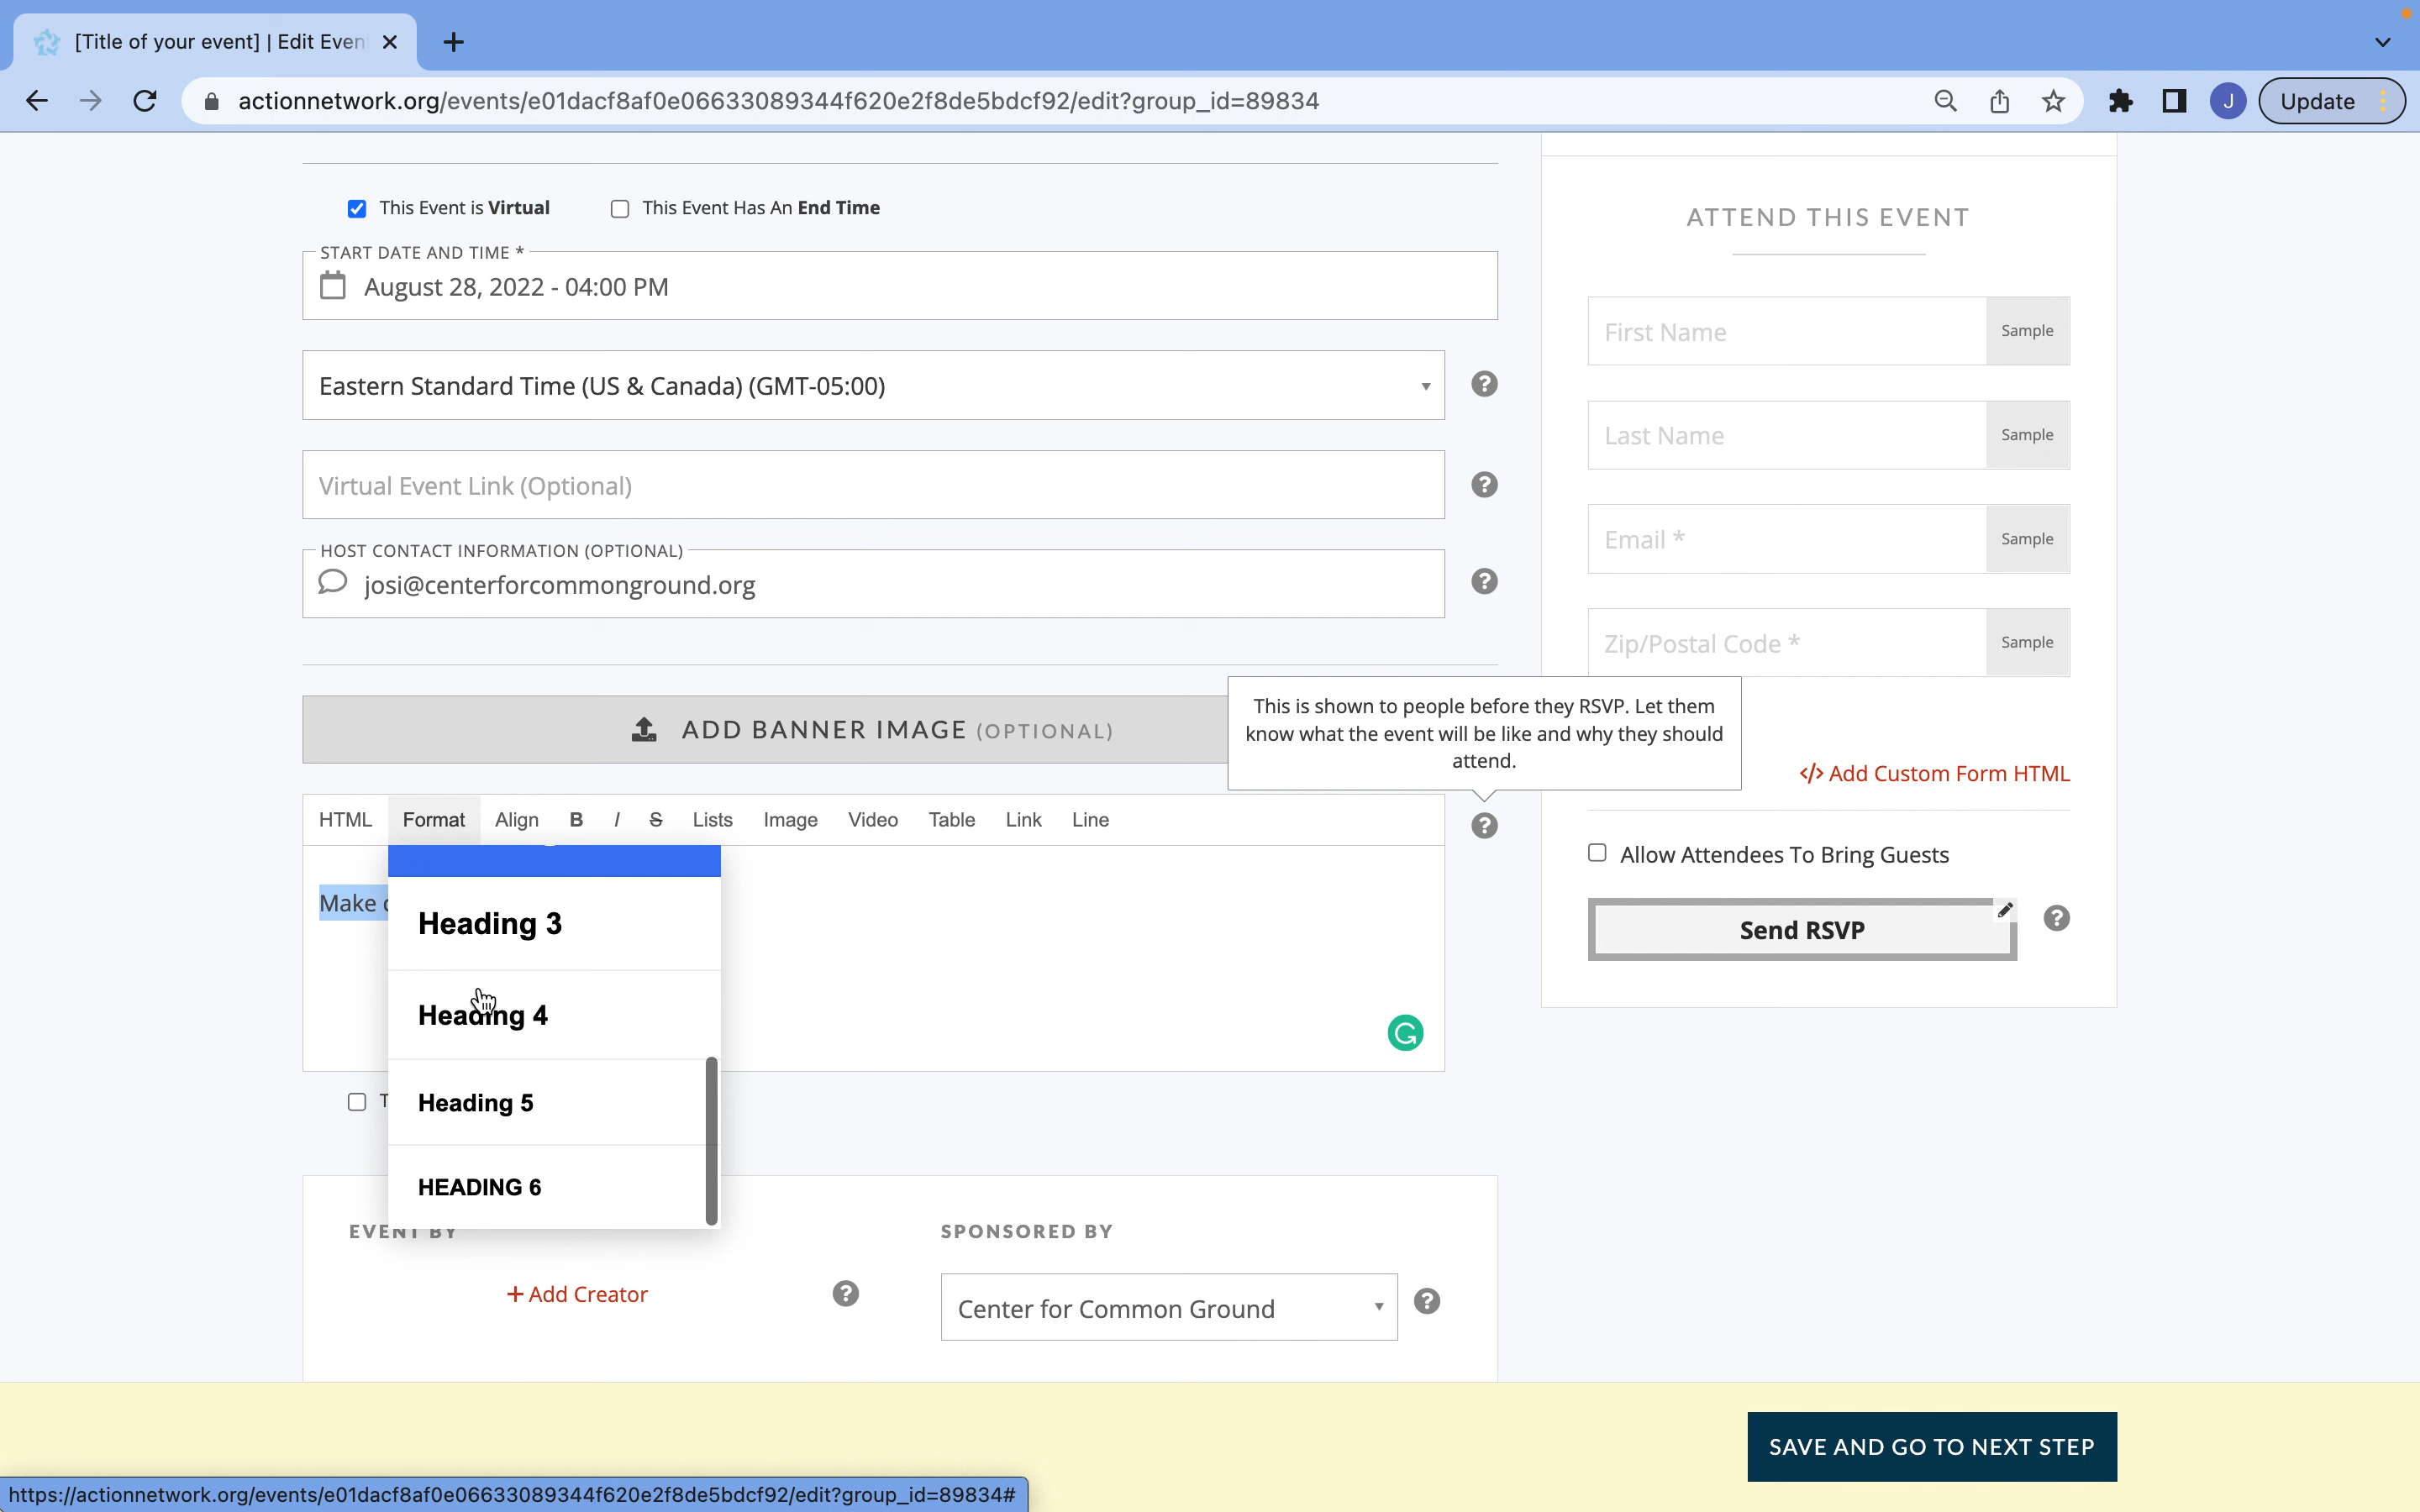 [Title of your event] | Edit Even
actionnetwork.org/events/e01dacf8af0e06633089344f620e2f8de5bdcf92/edit?group_id=89834
J
Update
This Event is Virtual
This Event Has An End Time
START DATE AND TIME *
August 28, 2022 - 04:00 PM
Eastern Standard Time (US & Canada) (GMT-05:00)
Virtual Event Link (Optional)
HOST CONTACT INFORMATION (OPTIONAL)
josi@centerforcommonground.org
ADD BANNER IMAGE (OPTIONAL)
This is shown to people before they RSVP. Let them
know what the event will be like and why they should
attend.
HTML Format Align B I S Lists Image Video Table Link Line
Make
Heading 3
Heading 4
Heading 5
HEADING 6
EVENT BY
+ Add Creator
SPONSORED BY
Center for Common Ground
ATTEND THIS EVENT
First Name Sample
Last Name Sample
Email * Sample
Zip/Postal Code * Sample
</> Add Custom Form HTML
Allow Attendees To Bring Guests
Send RSVP
SAVE AND GO TO NEXT STEP
https://actionnetwork.org/events/e01dacf8af0e06633089344f620e2f8de5bdcf92/edit?group_id=89834#